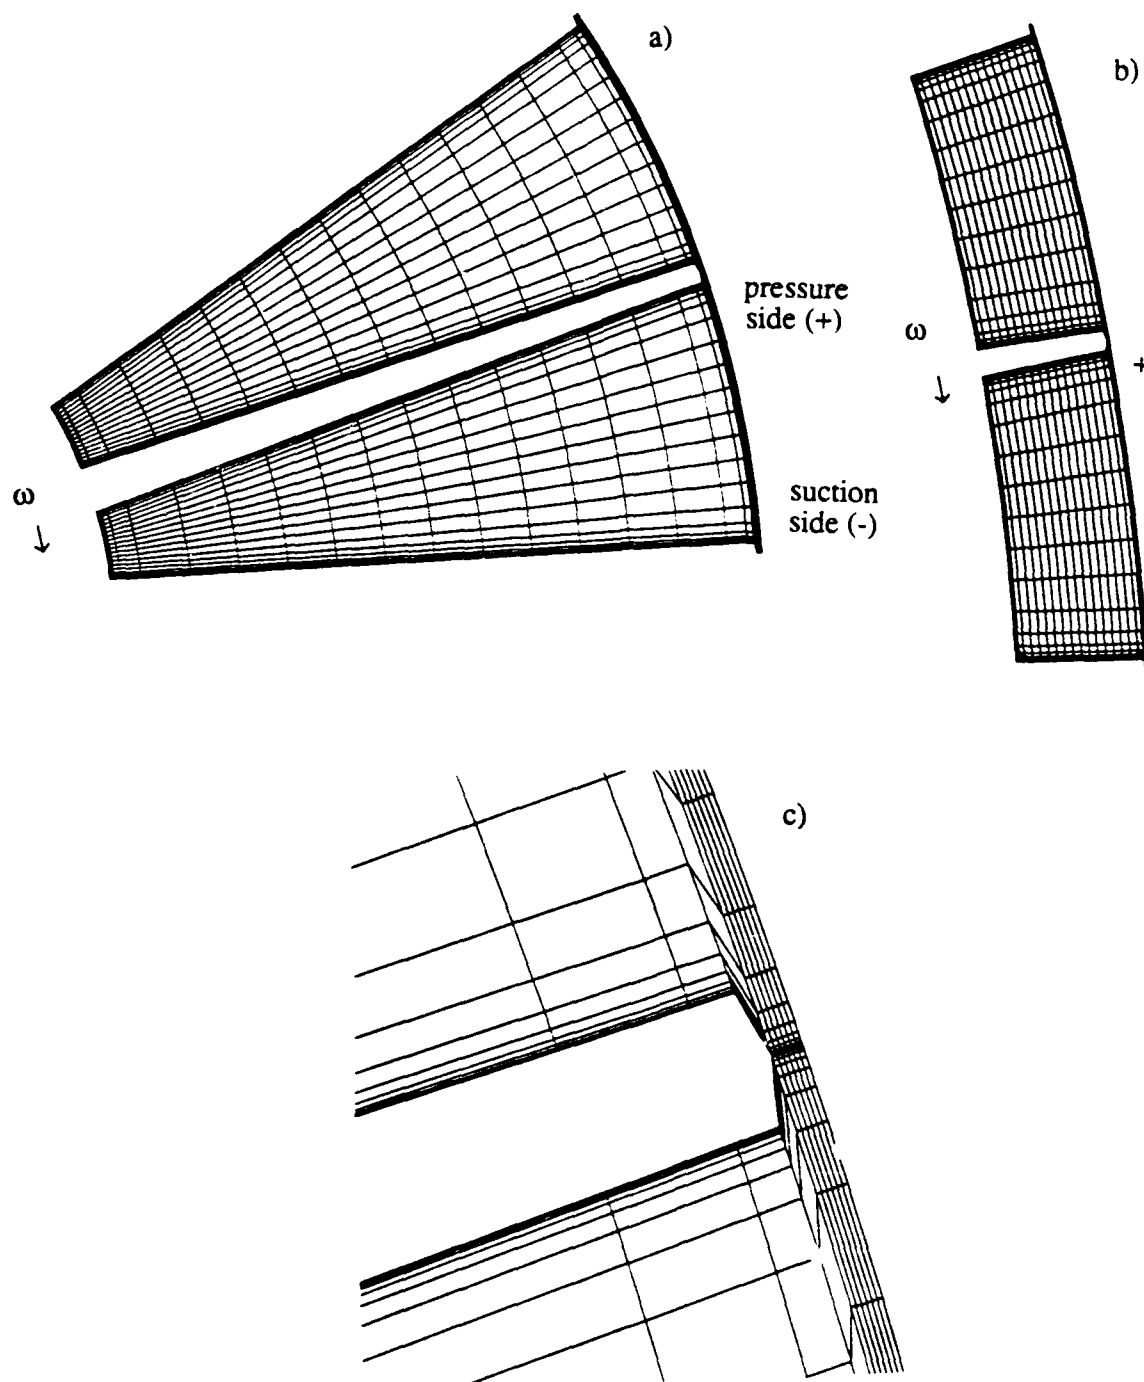 a)
b)
pressure
side (+)
ω
+
suction
side (-)
ω
c)